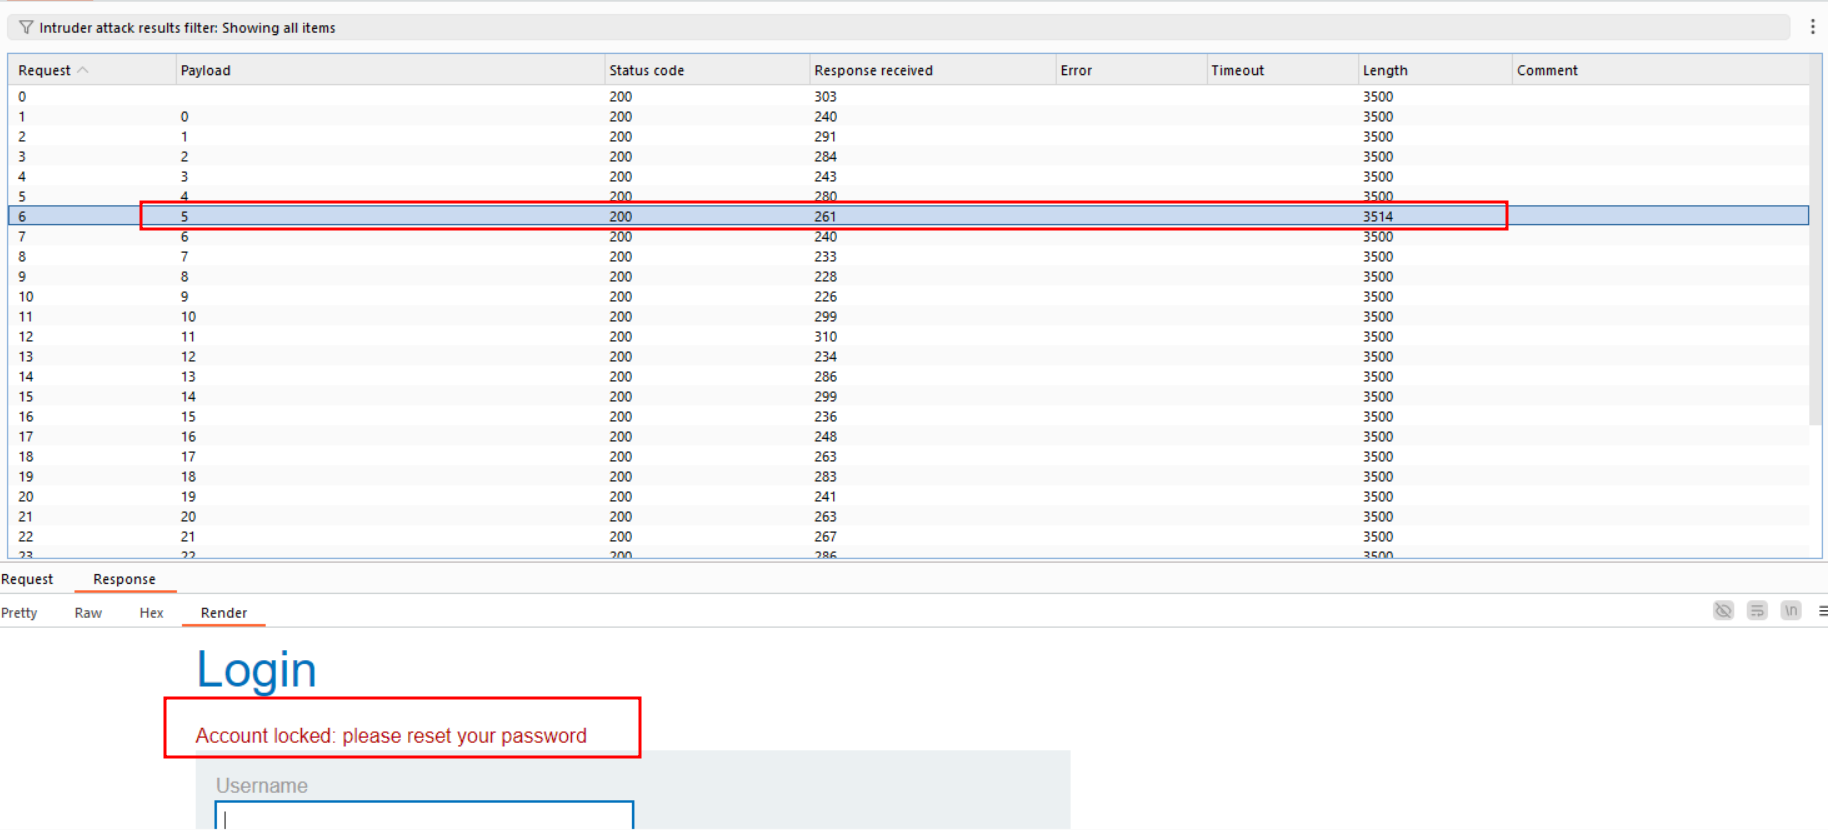 Intruder attack results filter: Showing all items
Request Payload Status code Response received Error Timeout Length Comment
0 200 303 3500
1 0 200 240 3500
2 1 200 291 3500
3 2 200 284 3500
4 3 200 243 3500
5 4 200 280 3500
6 5 200 261 3514
7 6 200 240 3500
8 7 200 233 3500
9 8 200 228 3500
10 9 200 226 3500
11 10 200 299 3500
12 11 200 310 3500
13 12 200 234 3500
14 13 200 286 3500
15 14 200 299 3500
16 15 200 236 3500
17 16 200 248 3500
18 17 200 263 3500
19 18 200 283 3500
20 19 200 241 3500
21 20 200 263 3500
22 21 200 267 3500
23 22 200 286 3500
Request Response
Pretty Raw Hex Render \n
Login
Account locked: please reset your password
Username